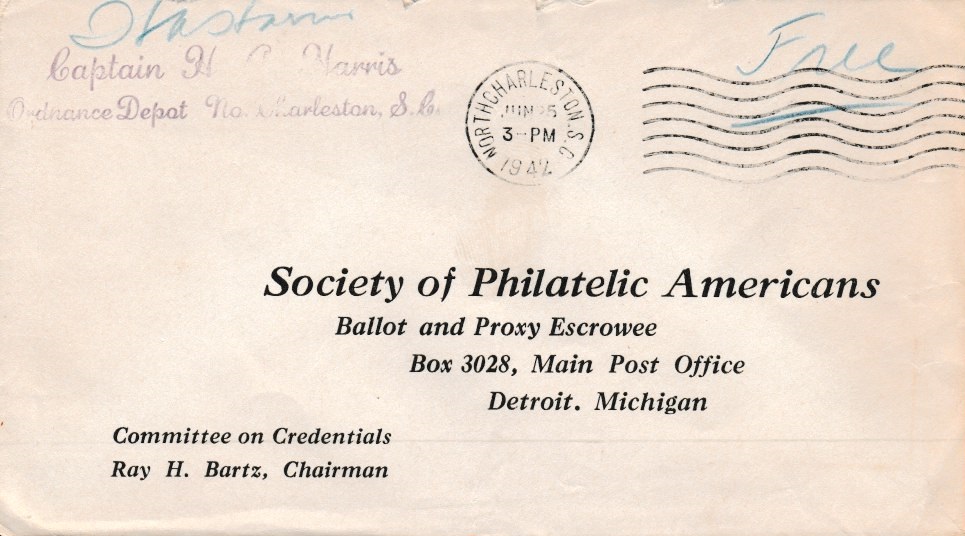 Free
Captain H Harris
Ordnance Depot No. Charleston, S.C.
NORTH CHARLESTON, S.C.
JUN 5
3-PM
1942
Society of Philatelic Americans
Ballot and Proxy Escrowee
Box 3028, Main Post Office
Detroit. Michigan
Committee on Credentials
Ray H. Bartz, Chairman